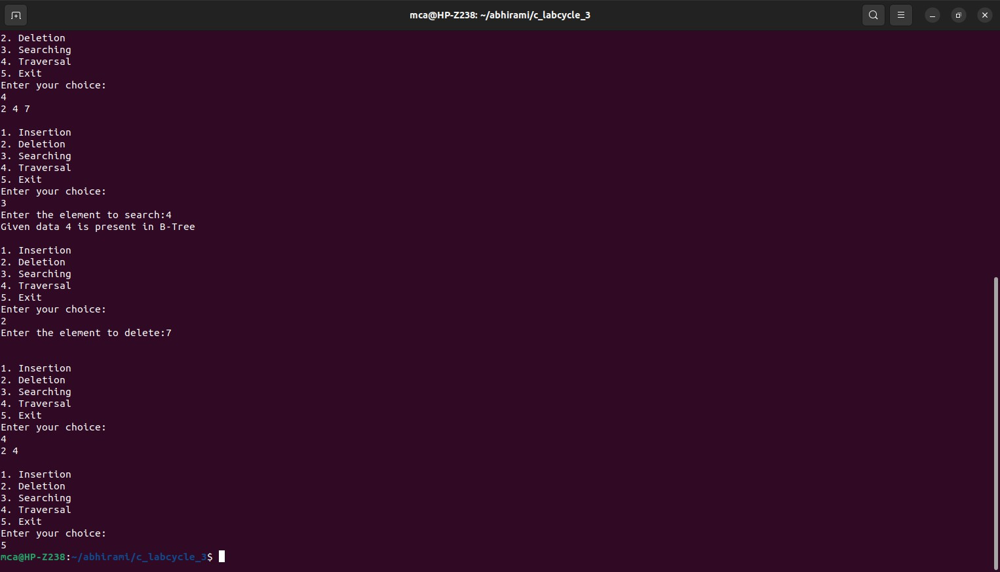 mca@HP-Z238: ~/abhirami/c_labcycle_3
2. Deletion
3. Searching
4. Traversal
5. Exit
Enter your choice:
4
2 4 7

1. Insertion
2. Deletion
3. Searching
4. Traversal
5. Exit
Enter your choice:
3
Enter the element to search:4
Given data 4 is present in B-Tree

1. Insertion
2. Deletion
3. Searching
4. Traversal
5. Exit
Enter your choice:
2
Enter the element to delete:7


1. Insertion
2. Deletion
3. Searching
4. Traversal
5. Exit
Enter your choice:
4
2 4

1. Insertion
2. Deletion
3. Searching
4. Traversal
5. Exit
Enter your choice:
5
mca@HP-Z238:~/abhirami/c_labcycle_3$